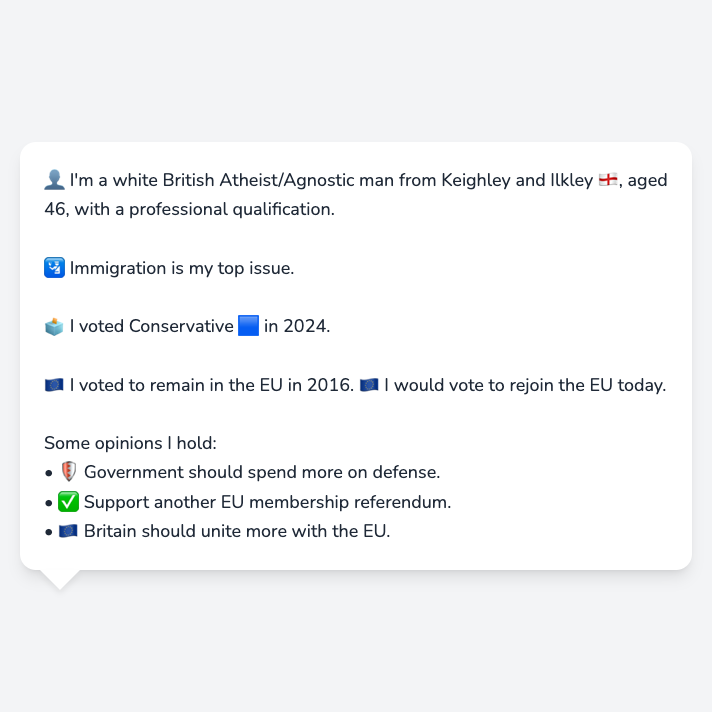 👤 I'm a white British Atheist/Agnostic man from Keighley and Ilkley 🏴󠁧󠁢󠁥󠁮󠁧󠁿, aged
46, with a professional qualification.
🛂 Immigration is my top issue.
🗳️ I voted Conservative 🟦 in 2024.
🇪🇺 I voted to remain in the EU in 2016. 🇪🇺 I would vote to rejoin the EU today.
Some opinions I hold:
• 🛡️ Government should spend more on defense.
• ✅ Support another EU membership referendum.
• 🇪🇺 Britain should unite more with the EU.